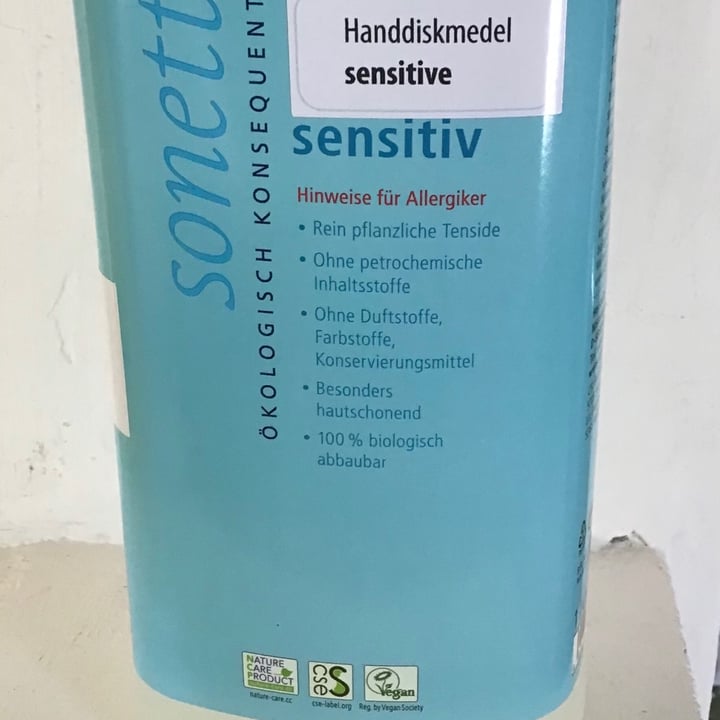 sonett
ÖKOLOGISCH KONSEQUENT
Handdiskmedel
sensitive
sensitiv
Hinweise für Allergiker
• Rein pflanzliche Tenside
• Ohne petrochemische
Inhaltsstoffe
• Ohne Duftstoffe,
Farbstoffe,
Konservierungsmittel
• Besonders
hautschonend
• 100 % biologisch
abbaubar
NATURE
CARE
PRODUCT
nature-care.cc
cse
cse-label.org
Vegan
Reg. by Vegan Society